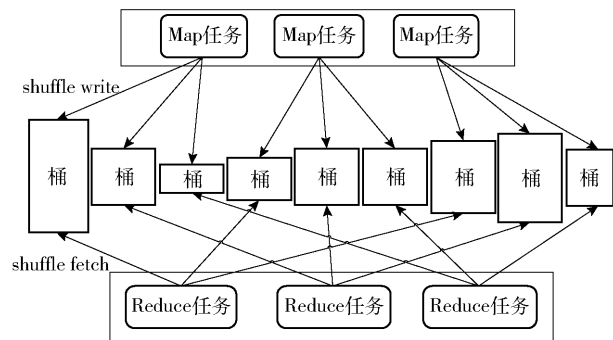 Map任务 Map任务 Map任务
shuffle write
桶 桶 桶 桶 桶 桶 桶 桶 桶
shuffle fetch
Reduce任务 Reduce任务 Reduce任务